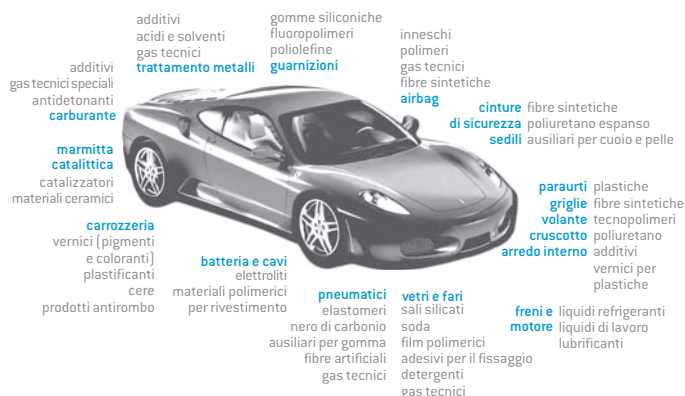 additivi
acidi e solventi
gas tecnici
trattamento metalli
gomme siliconiche
fluoropolimeri
poliolefine
guarnizioni
inneschi
polimeri
gas tecnici
fibre sintetiche
airbag
additivi
gas tecnici speciali
antidetonanti
carburante
cinture fibre sintetiche
di sicurezza poliuretano espanso
sedili ausiliari per cuoio e pelle
marmitta
catalittica
catalizzatori
materiali ceramici
paraurti plastiche
griglie fibre sintetiche
volante tecnopolimeri
cruscotto poliuretano
arredo interno additivi
vernici per
plastiche
carrozzeria
vernici (pigmenti
e coloranti)
plastificanti
cere
prodotti antirombo
batteria e cavi
elettroliti
materiali polimerici
per rivestimento
pneumatici
elastomeri
nero di carbonio
ausiliari per gomma
fibre artificiali
gas tecnici
vetri e fari
sali silicati
soda
film polimerici
adesivi per il fissaggio
detergenti
gas tecnici
freni e liquidi refrigeranti
motore liquidi di lavoro
lubrificanti